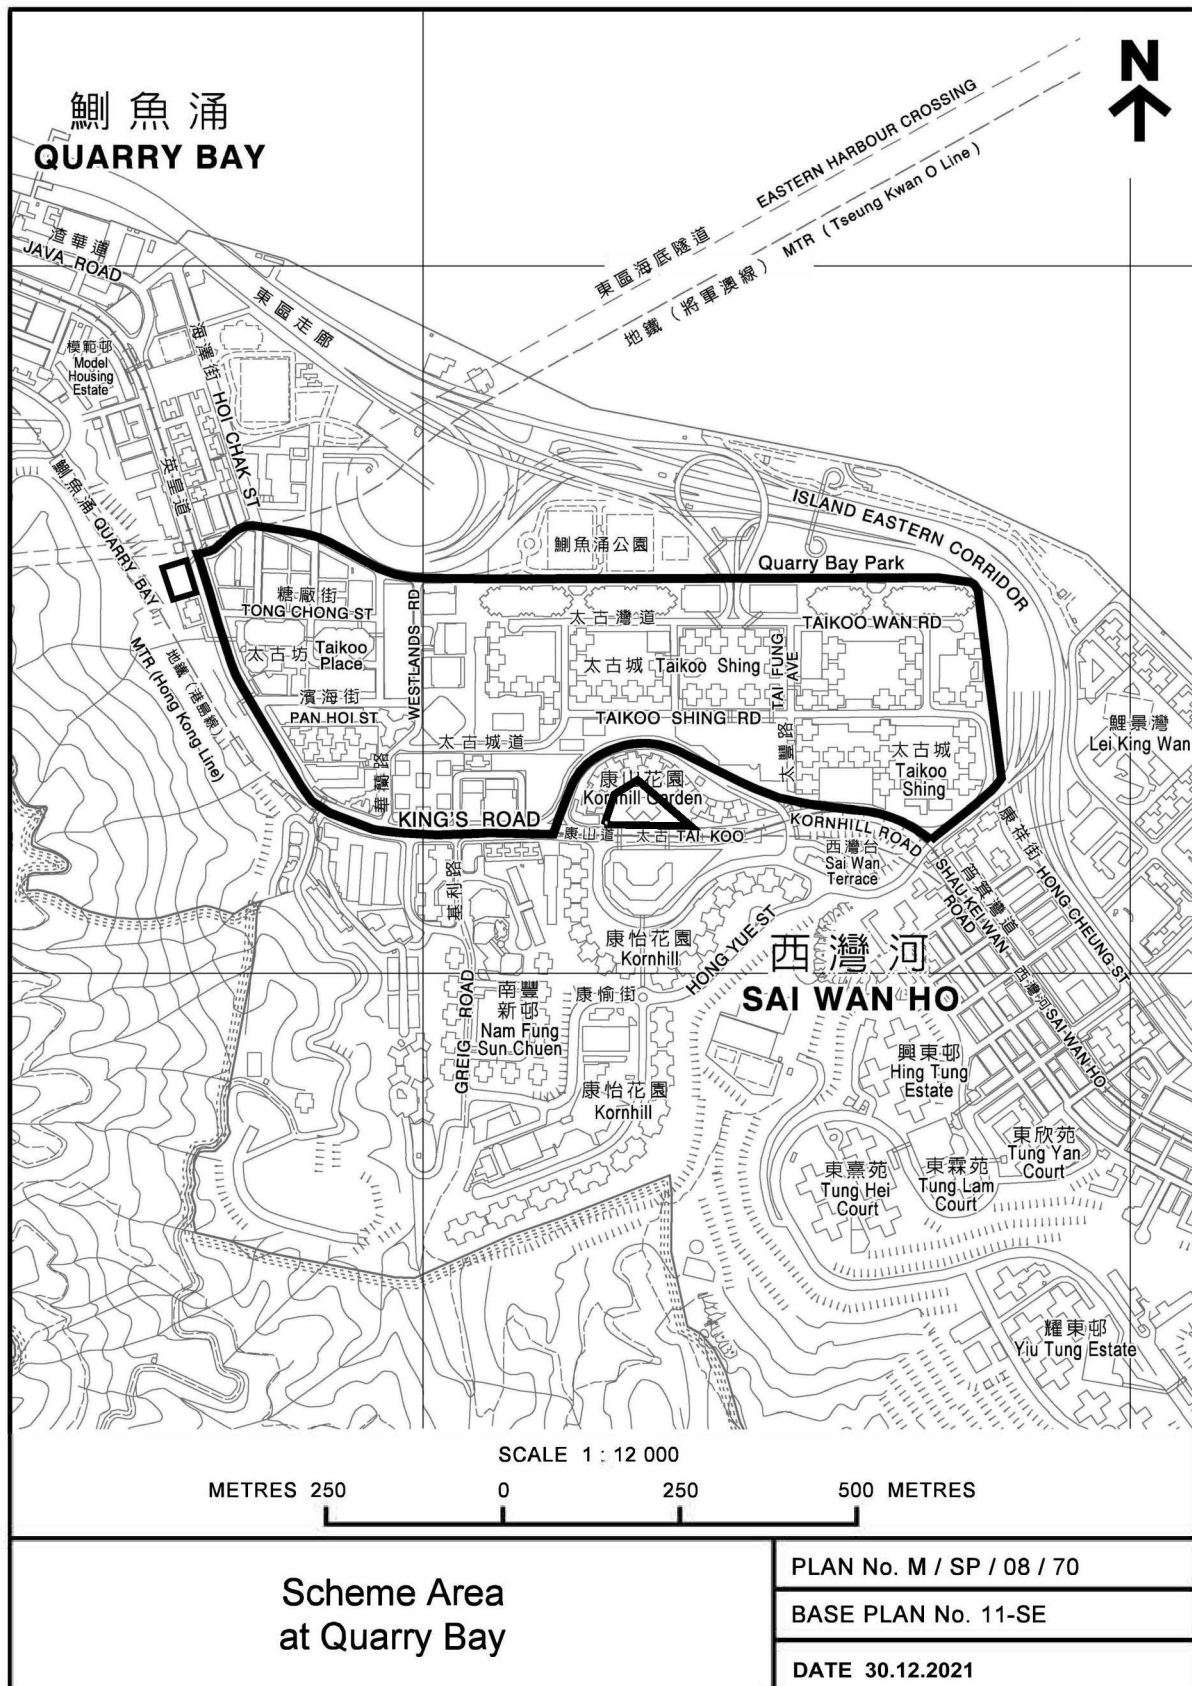 鰂魚涌
QUARRY BAY
N
EASTERN HARBOUR CROSSING
東區海底隧道
MTR ( Tseung Kwan O Line )
地鐵 ( 將軍澳線 )
渣華道
JAVA ROAD
東區走廊
海澤街 HOI CHAK ST
模範邨
Model
Housing
Estate
英皇道
鰂魚涌 QUARRY BAY
ISLAND EASTERN CORRIDOR
鰂魚涌公園
Quarry Bay Park
糖廠街
TONG CHONG ST
WESTLANDS RD
太古灣道
TAIKOO WAN RD
太古坊
Taikoo
Place
太古城 Taikoo Shing
TAI FUNG
AVE
濱海街
PAN HOI ST
TAIKOO SHING RD
地鐵 ( 港島線 )
MTR (Hong Kong Line)
太古城道
太豐路
太古城
Taikoo
Shing
鯉景灣
Lei King Wan
華蘭路
康山花園
Kornhill Garden
KING'S ROAD
康山道
太古 TAI KOO
KORNHILL ROAD
西灣台
Sai Wan
Terrace
康祥街 HONG CHEUNG ST
筲箕灣道
SHAU KEI WAN
ROAD
基利路
GREIG ROAD
康怡花園
Kornhill
HONG YUE ST
西灣河
SAI WAN HO
西灣河 SAI WAN HO
南豐
新邨
Nam Fung
Sun Chuen
康愉街
興東邨
Hing Tung
Estate
康怡花園
Kornhill
東欣苑
Tung Yan
Court
東熹苑
Tung Hei
Court
東霖苑
Tung Lam
Court
耀東邨
Yiu Tung Estate
SCALE 1 : 12 000
METRES 250 0 250 500 METRES
Scheme Area
at Quarry Bay
PLAN No. M / SP / 08 / 70
BASE PLAN No. 11-SE
DATE 30.12.2021